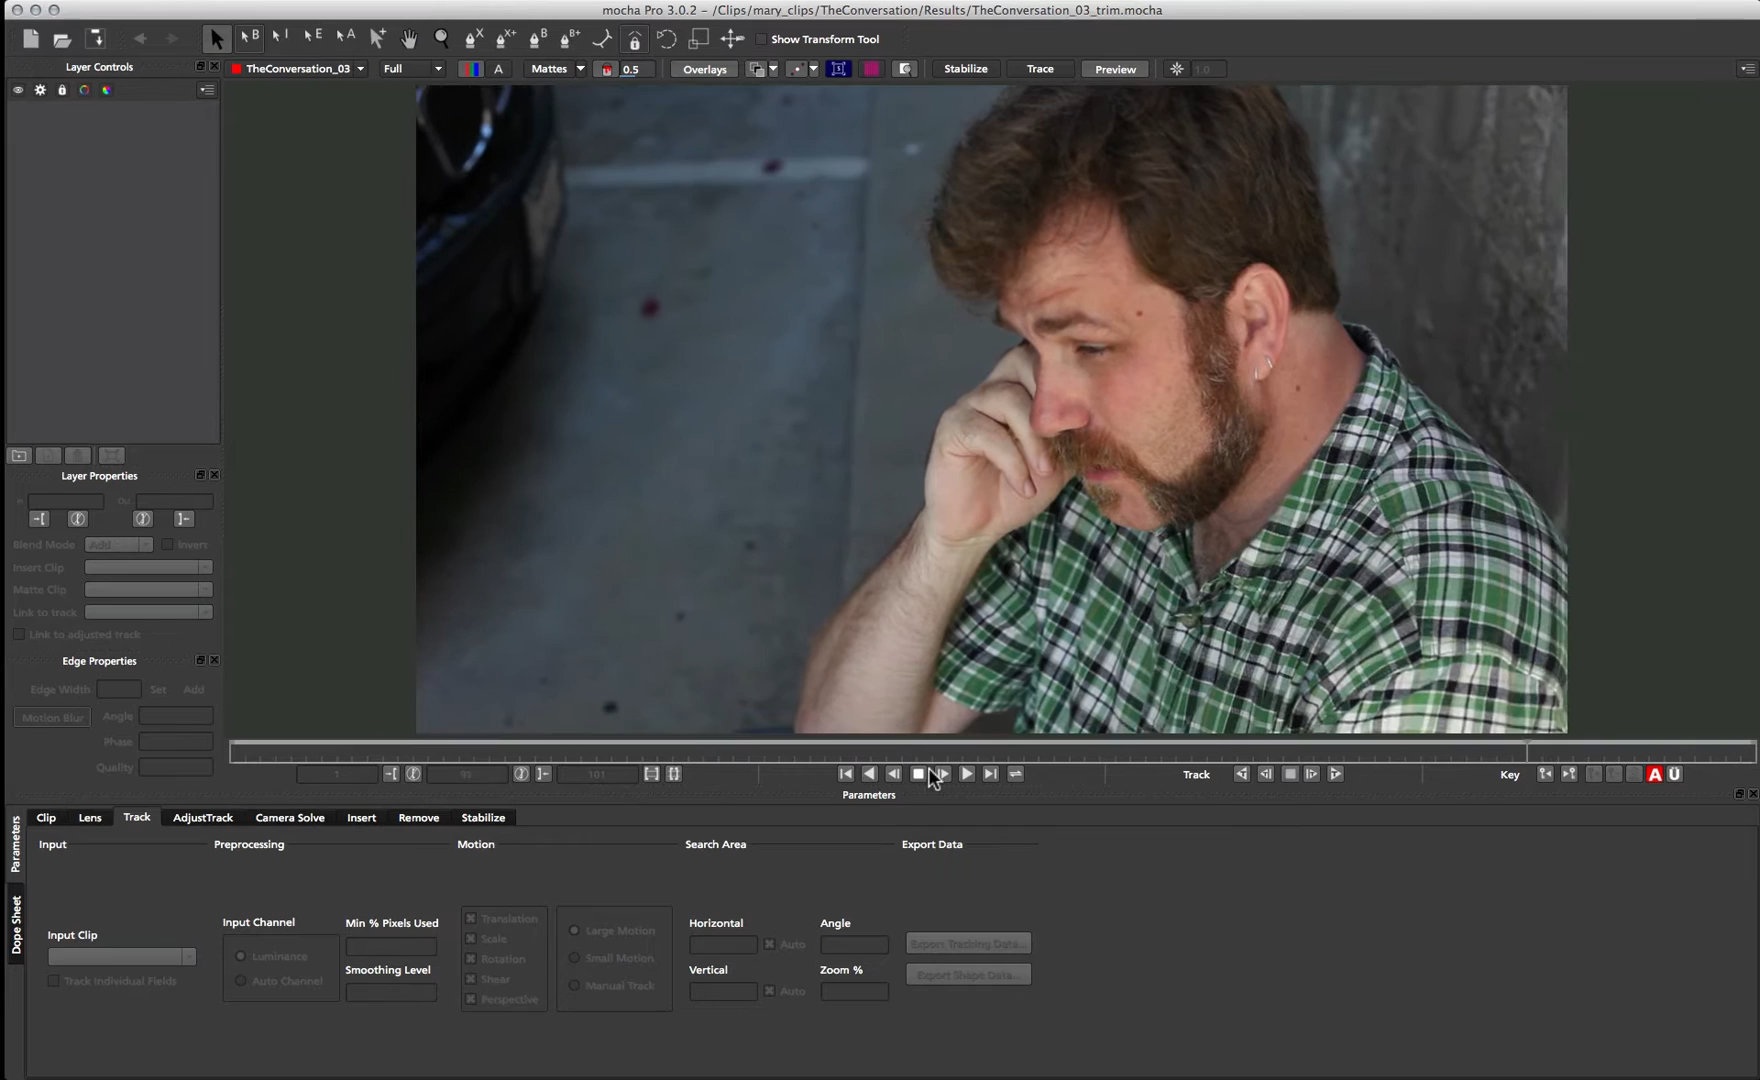 mocha Pro 3.0.2 - /Clips/mary_clips/TheConversation/Results/TheConversation_03_trim.mocha
B I E A X X+ B B+ Show Transform Tool
Layer Controls
TheConversation_03 Full A Mattes 0.5 Overlays Stabilize Trace Preview 1.0
Layer Properties
Blend Mode Add Invert
Insert Clip
Matte Clip
Link to track
Link to adjusted track
Edge Properties
Edge Width Set Add
Motion Blur Angle
Phase
Quality
101 Track Key A U
Parameters
Parameters
Dope Sheet
Clip Lens Track AdjustTrack Camera Solve Insert Remove Stabilize
Input Preprocessing Motion Search Area Export Data
Input Channel Min % Pixels Used Translation Large Motion Horizontal Angle
Input Clip Luminance Scale Small Motion Auto Export Tracking Data...
Smoothing Level Rotation Vertical Zoom % Export Shape Data...
Track Individual Fields Auto Channel Shear Manual Track Auto
Perspective